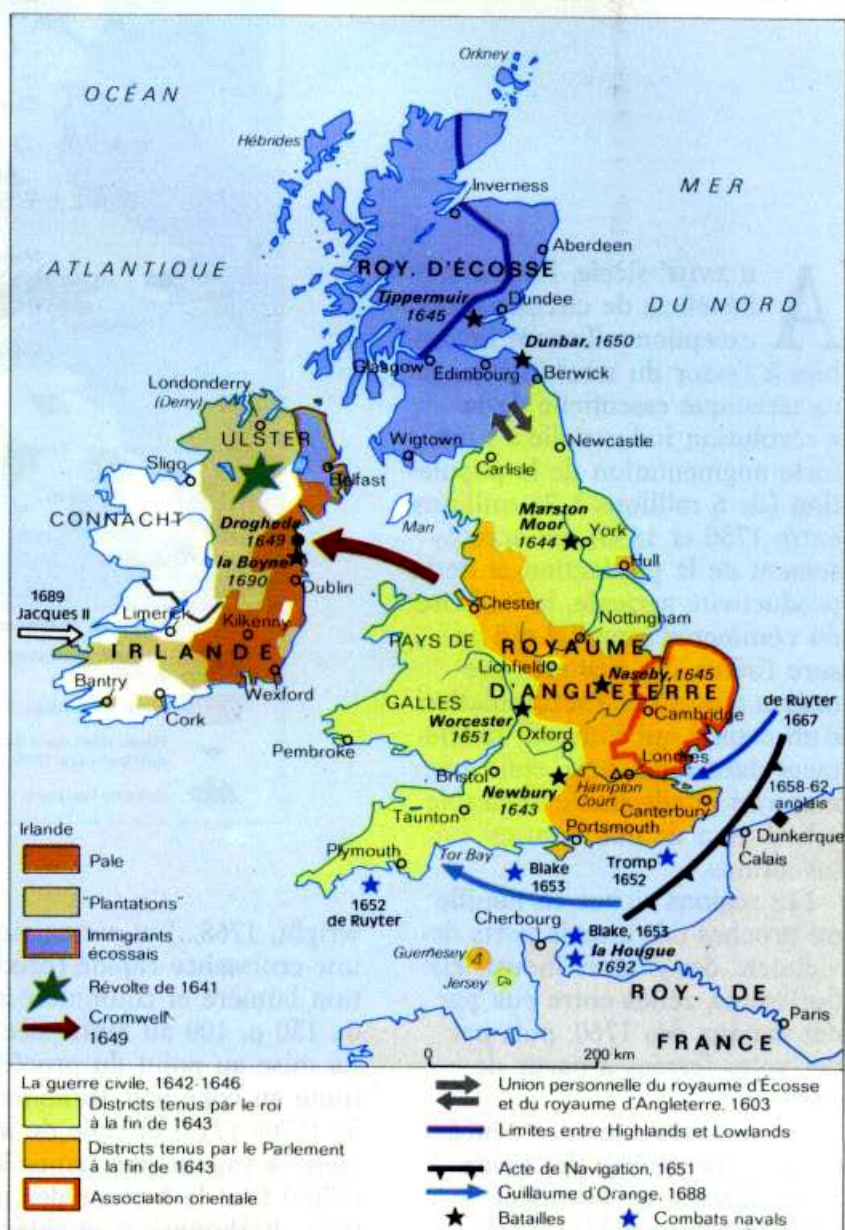 Orkney
OCÉAN
Hébrides
MER
Inverness
Aberdeen
ATLANTIQUE
ROY. D'ÉCOSSE
Tippermuir
1645
Dundee
DU NORD
Dunbar, 1650
Glasgow
Edimbourg
Berwick
Londonderry
(Derry)
ULSTER
Wigtown
Newcastle
Carlisle
Sligo
Belfast
CONNACHT
Man
Marston
Moor
1644
York
Drogheda
1649
la Boyne
1690
Hull
Dublin
1689
Jacques II
Limerick
Chester
Nottingham
Kilkenny
PAYS DE
ROYAUME
IRLANDE
Lichfield
Naseby, 1645
Bantry
Wexford
D'ANGLETERRE
de Ruyter
1667
Cork
GALLES
Worcester
1651
Cambridge
Oxford
Pembroke
Londres
Bristol
Hampton
Court
1658-62
anglais
Newbury
1643
Canterbury
Taunton
Portsmouth
Dunkerque
Calais
Plymouth
Tor Bay
Blake
1653
Tromp
1652
1652
de Ruyter
Cherbourg
Blake, 1653
Guernesey
la Hougue
1692
Jersey
ROY. DE
Paris
FRANCE
0 200 km
Irlande
Pale
"Plantations"
Immigrants
écossais
Révolte de 1641
Cromwell
1649
La guerre civile, 1642-1646
Districts tenus par le roi
à la fin de 1643
Districts tenus par le Parlement
à la fin de 1643
Association orientale
Union personnelle du royaume d'Écosse
et du royaume d'Angleterre, 1603
Limites entre Highlands et Lowlands
Acte de Navigation, 1651
Guillaume d'Orange, 1688
Batailles
Combats navals